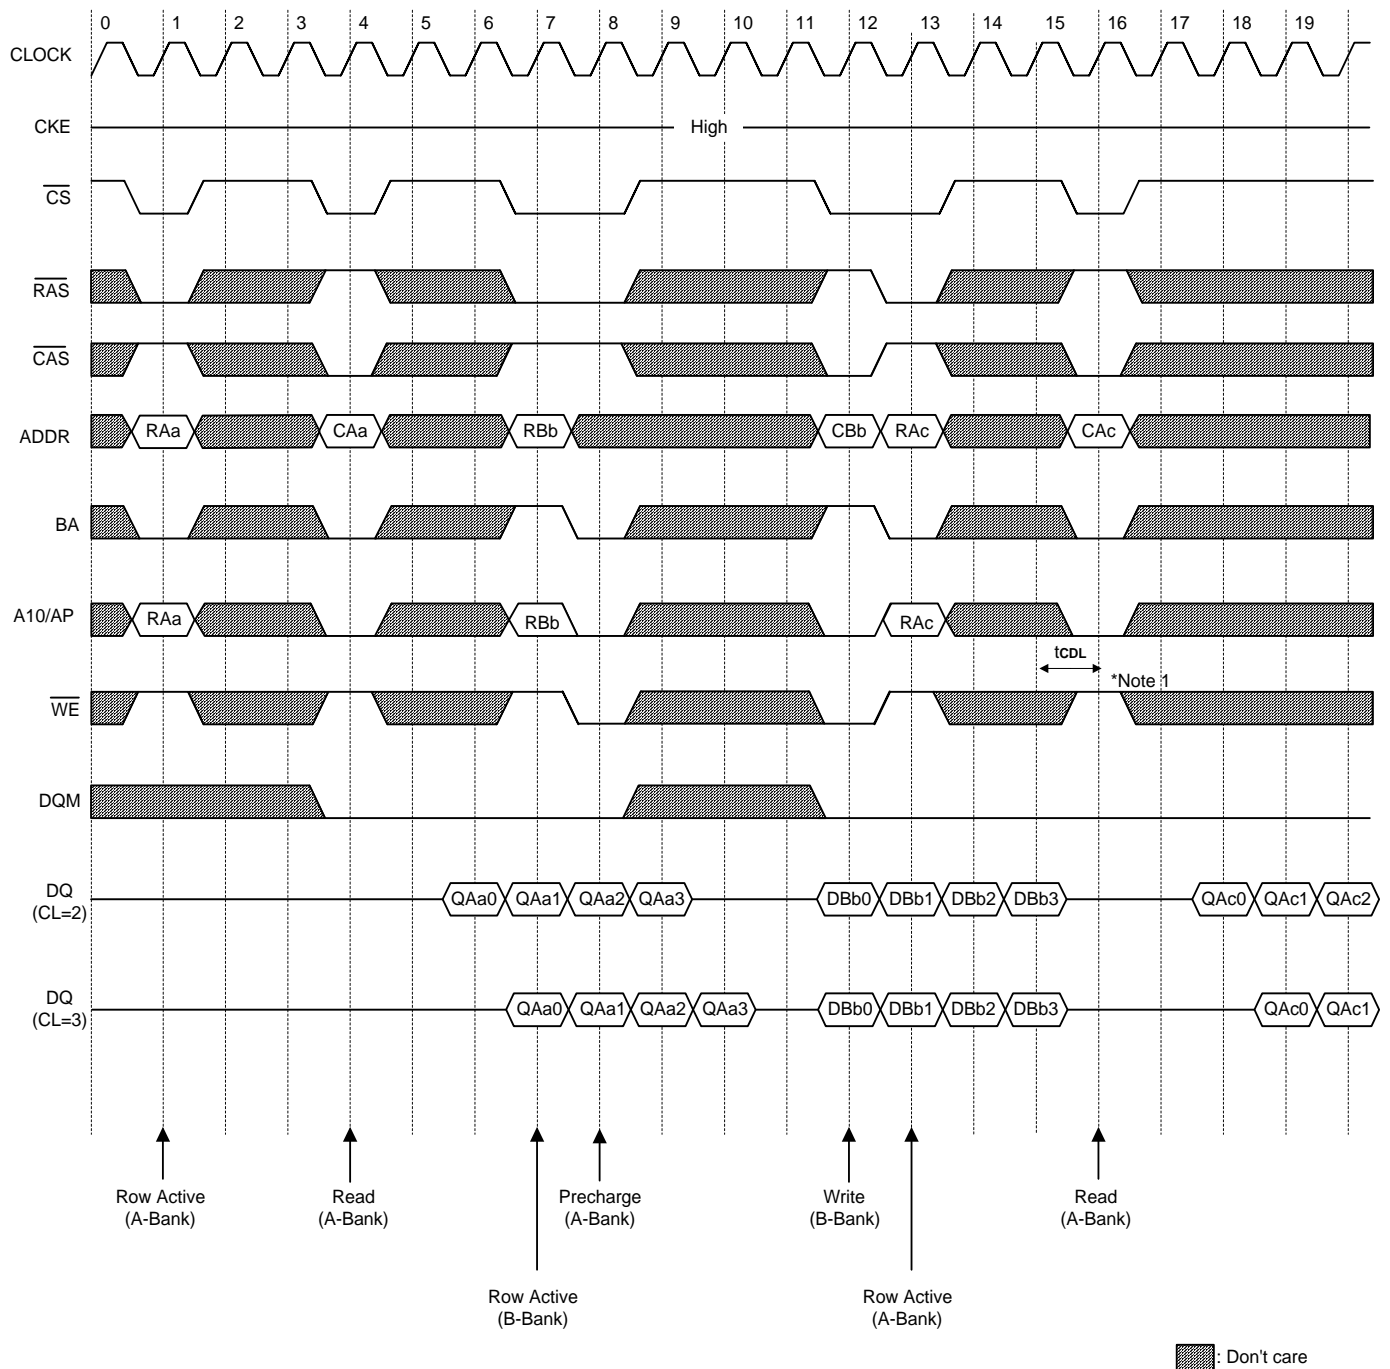 0 1 2 3 4 5 6 7 8 9 10 11 12 13 14 15 16 17 18 19
CLOCK
CKE
High
CS
RAS
CAS
ADDR
RAa CAa RBb CBb RAc CAc
BA
A10/AP
RAa RBb RAc
tCDL
*Note 1
WE
DQM
DQ
(CL=2)
QAa0 QAa1 QAa2 QAa3 DBb0 DBb1 DBb2 DBb3 QAc0 QAc1 QAc2
DQ
(CL=3)
QAa0 QAa1 QAa2 QAa3 DBb0 DBb1 DBb2 DBb3 QAc0 QAc1
Row Active
(A-Bank)
Read
(A-Bank)
Precharge
(A-Bank)
Write
(B-Bank)
Read
(A-Bank)
Row Active
(B-Bank)
Row Active
(A-Bank)
: Don't care